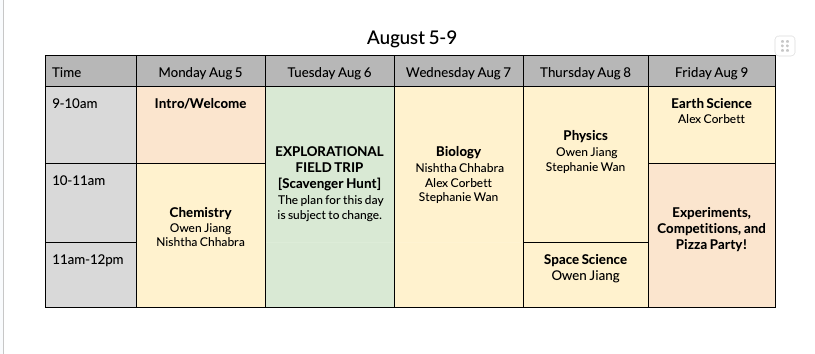 August 5-9
Time
Monday Aug 5
Tuesday Aug 6
Wednesday Aug 7
Thursday Aug 8
Friday Aug 9
9-10am
Intro/Welcome
EXPLORATIONAL
FIELD TRIP
[Scavenger Hunt]
The plan for this day
is subject to change.
Biology
Nishtha Chhabra
Alex Corbett
Stephanie Wan
Physics
Owen Jiang
Stephanie Wan
Earth Science
Alex Corbett
10-11am
Chemistry
Owen Jiang
Nishtha Chhabra
Experiments,
Competitions, and
Pizza Party!
11am-12pm
Space Science
Owen Jiang